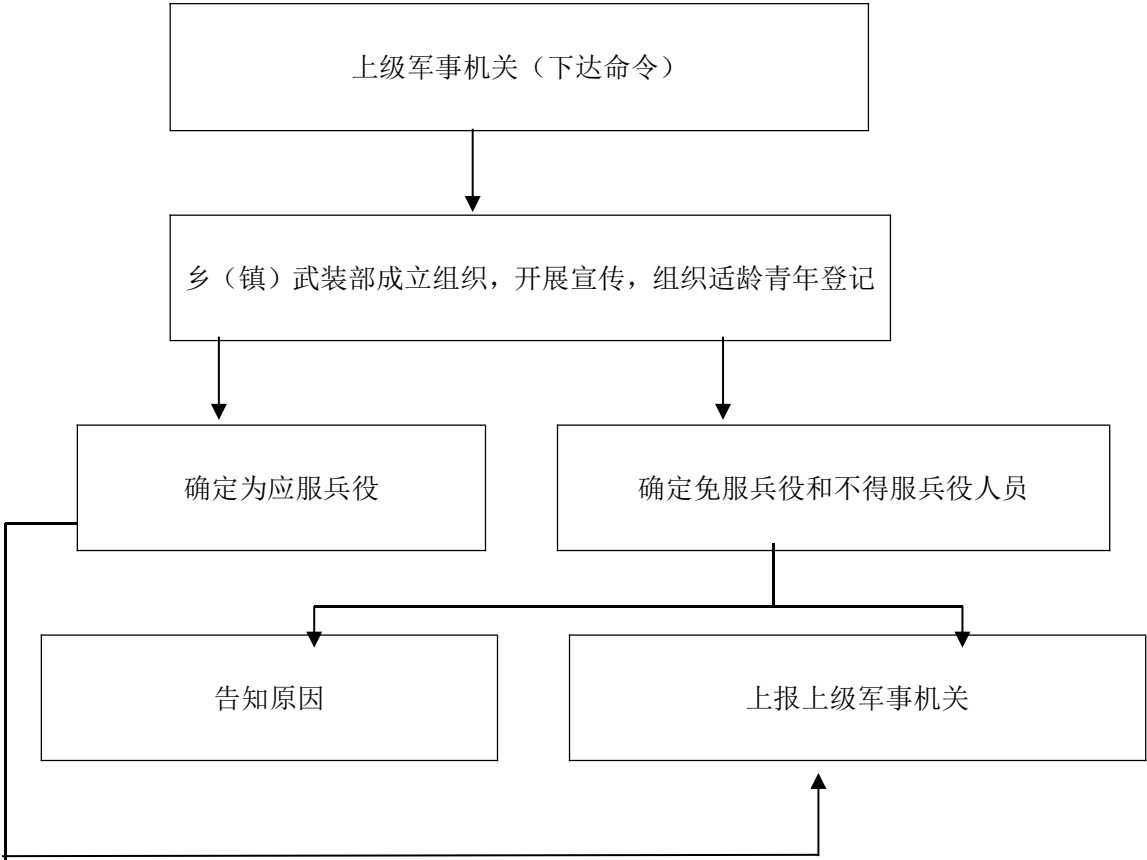 上级军事机关（下达命令）
乡（镇）武装部成立组织，开展宣传，组织适龄青年登记
确定为应服兵役
确定免服兵役和不得服兵役人员
告知原因
上报上级军事机关